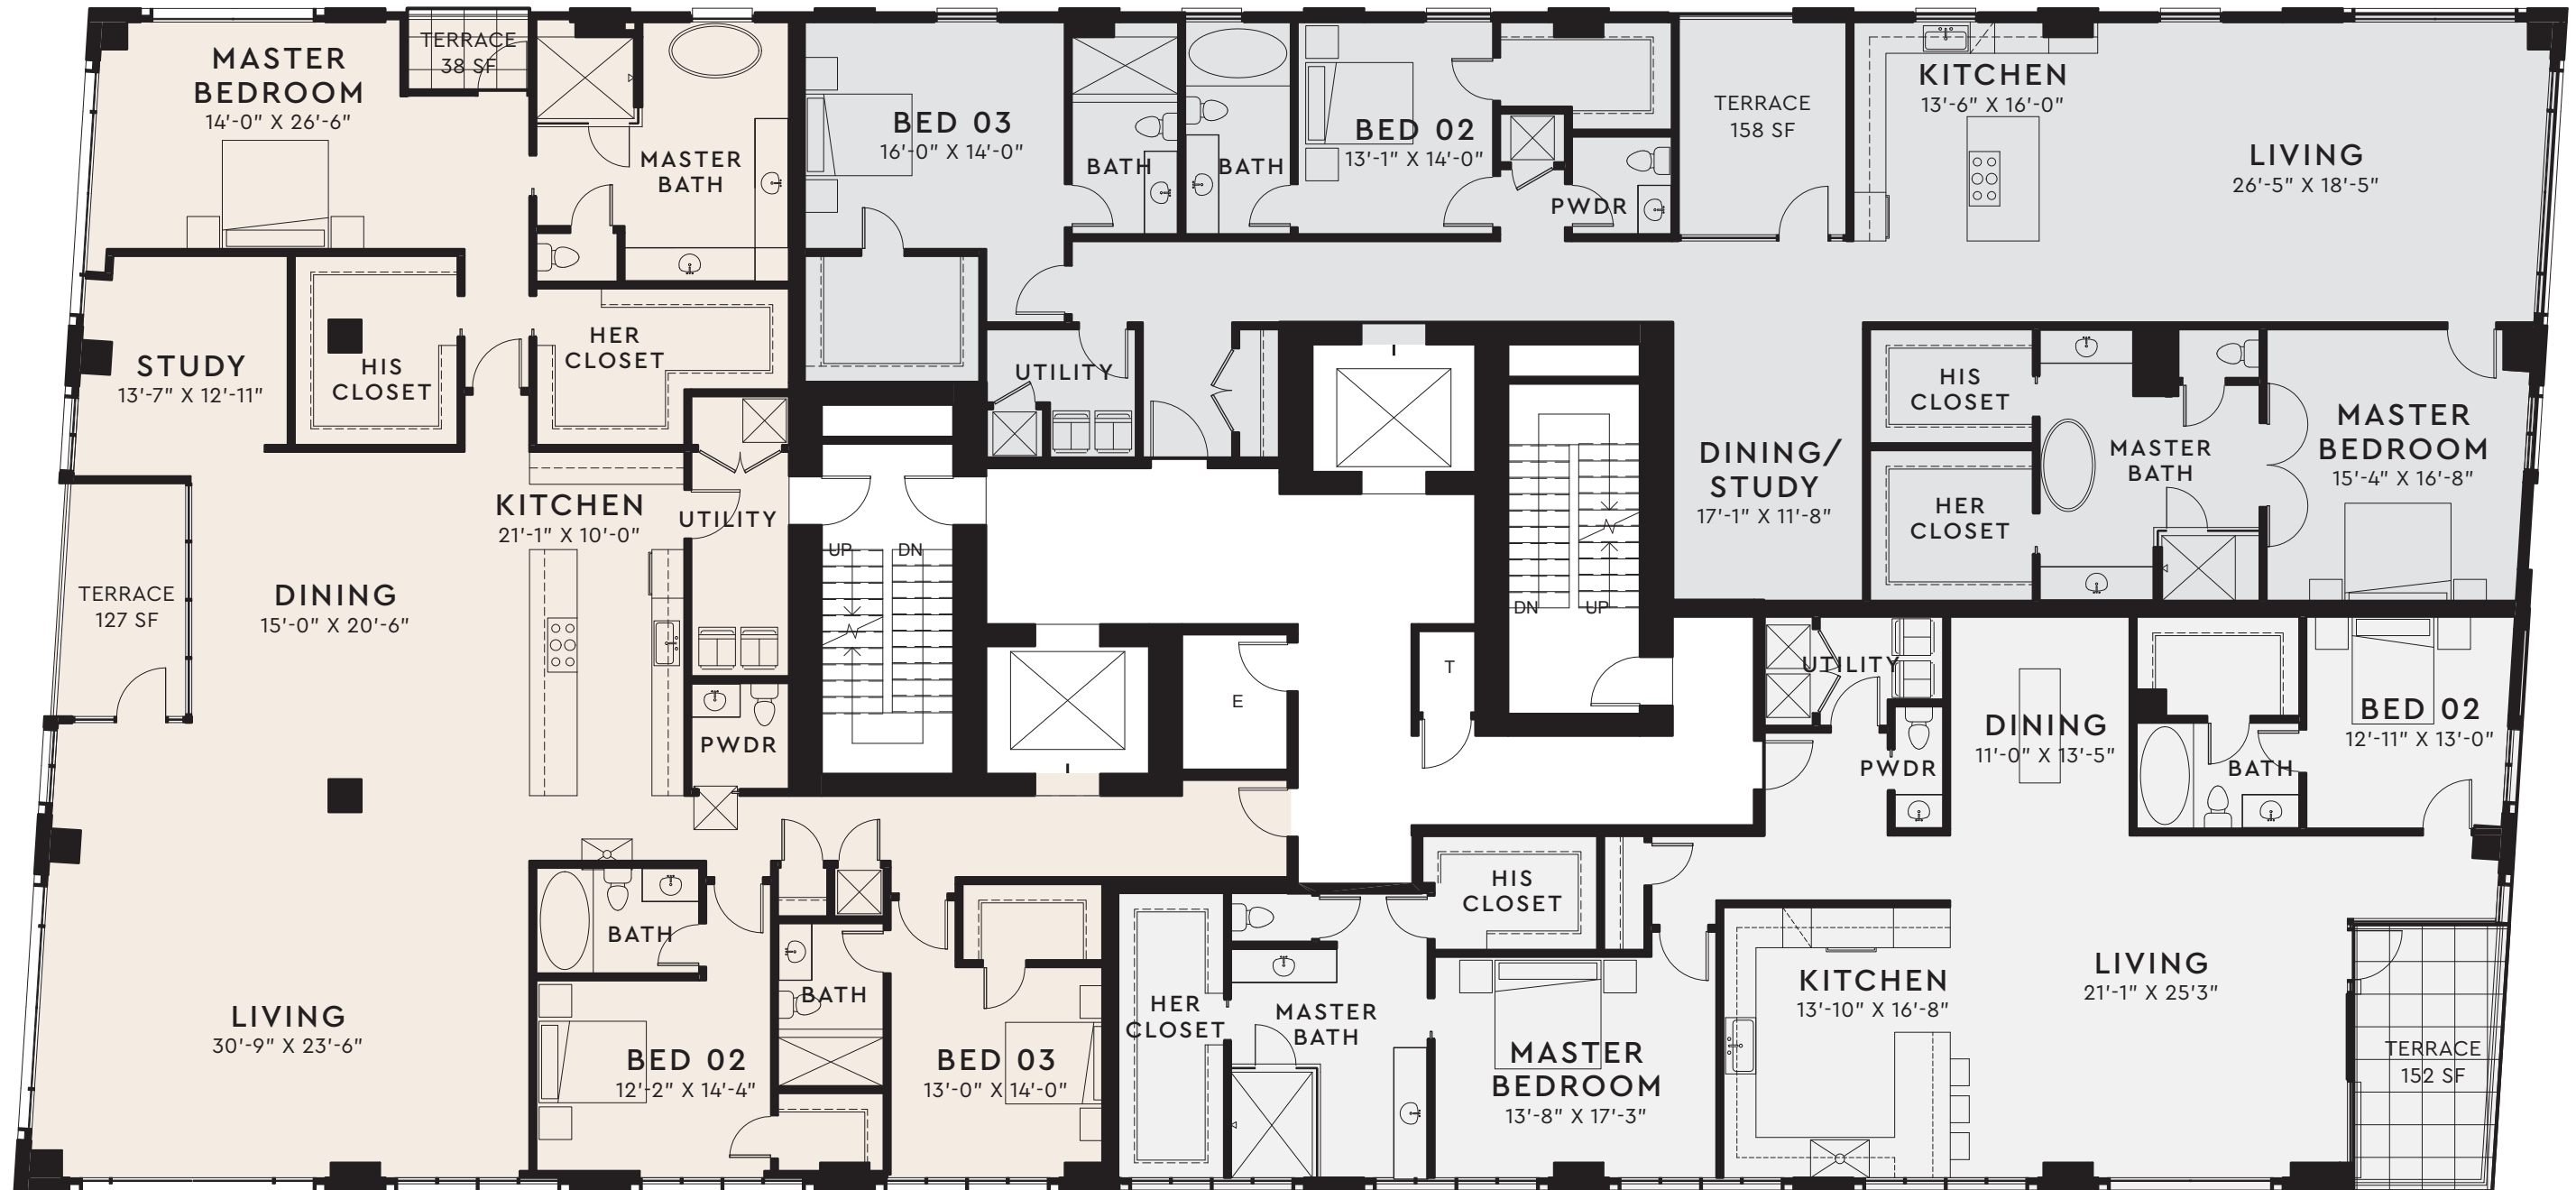 MASTER
BEDROOM
14'-0" X 26'-6"
TERRACE
38 SF
MASTER
BATH
STUDY
13'-7" X 12'-11"
HIS
CLOSET
HER
CLOSET
KITCHEN
21'-1" X 10'-0"
UTILITY
TERRACE
127 SF
DINING
15'-0" X 20'-6"
PWDR
LIVING
30'-9" X 23'-6"
BATH
BED 02
12'-2" X 14'-4"
BATH
BED 03
13'-0" X 14'-0"
UP
DN
E
T
DN
UP
BED 03
16'-0" X 14'-0"
BATH
BATH
BED 02
13'-1" X 14'-0"
PWDR
TERRACE
158 SF
KITCHEN
13'-6" X 16'-0"
LIVING
26'-5" X 18'-5"
UTILITY
DINING/
STUDY
17'-1" X 11'-8"
HIS
CLOSET
HER
CLOSET
MASTER
BATH
MASTER
BEDROOM
15'-4" X 16'-8"
UTILITY
PWDR
DINING
11'-0" X 13'-5"
BATH
BED 02
12'-11" X 13'-0"
HIS
CLOSET
HER
CLOSET
MASTER
BATH
MASTER
BEDROOM
13'-8" X 17'-3"
KITCHEN
13'-10" X 16'-8"
LIVING
21'-1" X 25'3"
TERRACE
152 SF